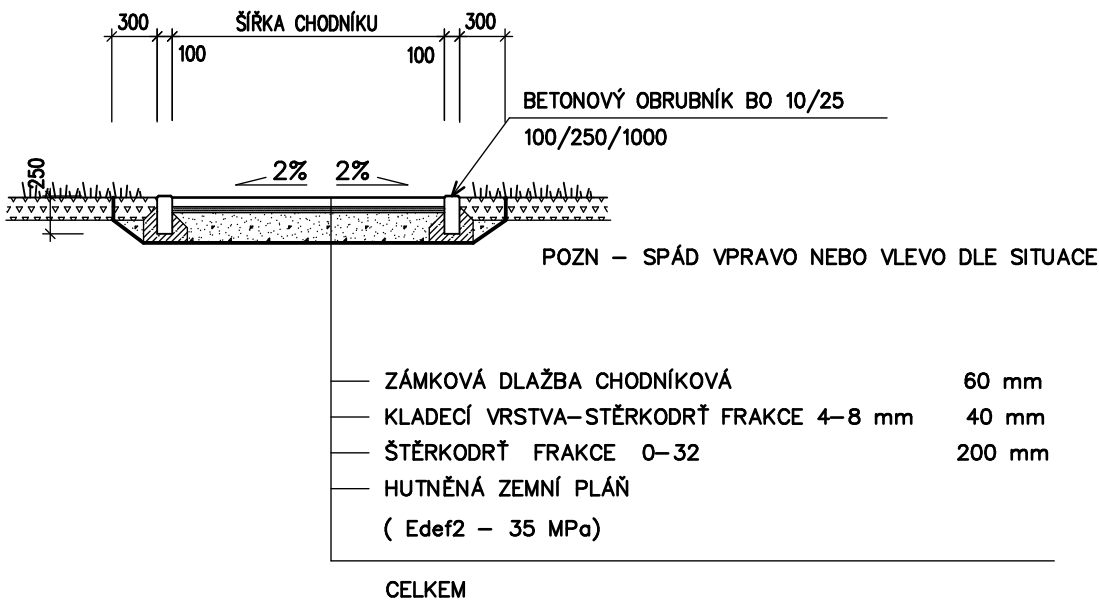 300 ŠÍŘKA CHODNÍKU 300
100 100
BETONOVÝ OBRUBNÍK BO 10/25
100/250/1000
250
2% 2%
POZN – SPÁD VPRAVO NEBO VLEVO DLE SITUACE
ZÁMKOVÁ DLAŽBA CHODNÍKOVÁ 60 mm
KLADECÍ VRSTVA–STĚRKODRŤ FRAKCE 4–8 mm 40 mm
ŠTĚRKODRŤ FRAKCE 0–32 200 mm
HUTNĚNÁ ZEMNÍ PLÁŇ
( Edef2 – 35 MPa)
CELKEM